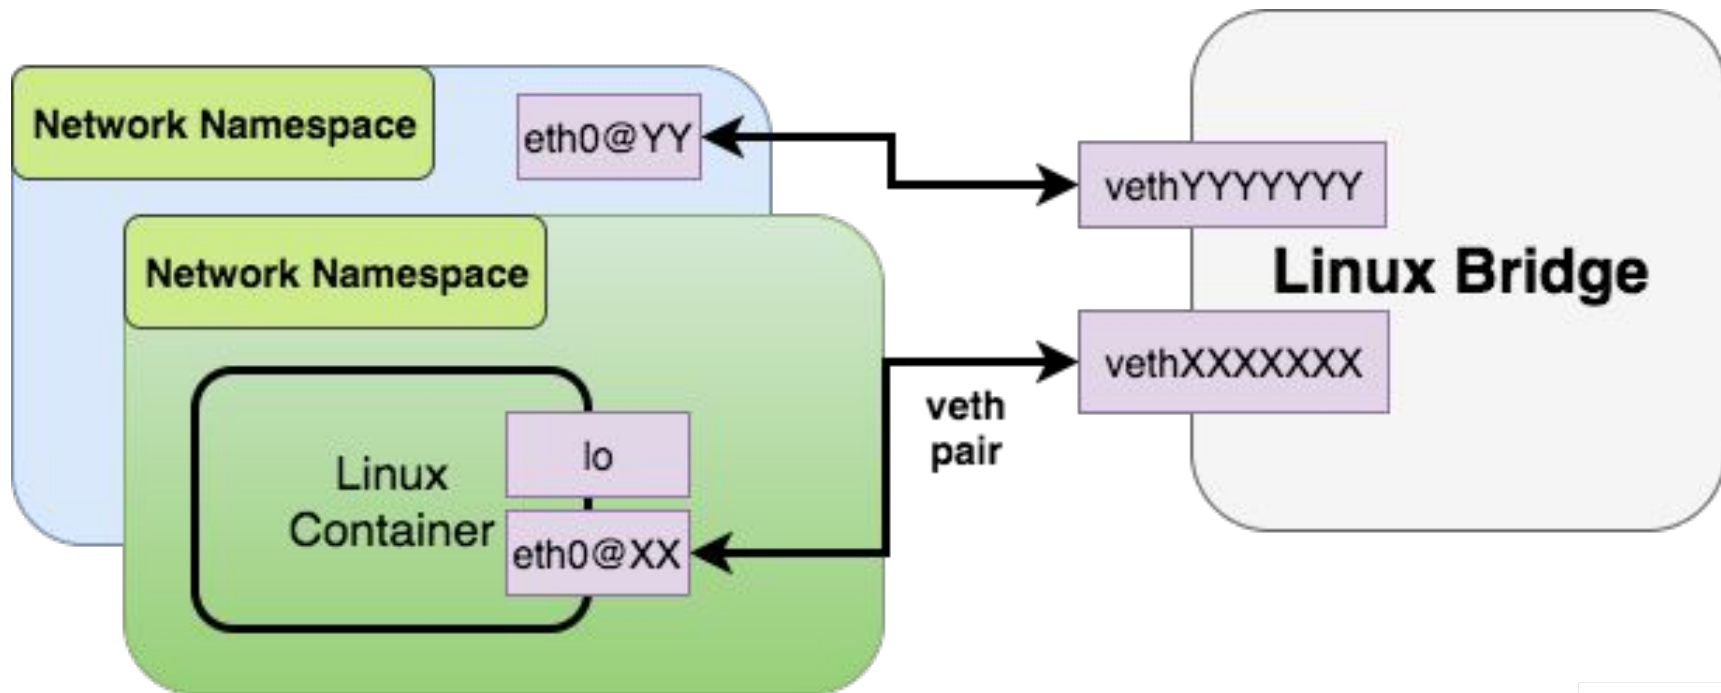 Network Namespace
eth0@YY
vethYYYYYYY
Network Namespace
Linux Bridge
vethXXXXXXX
veth
pair
lo
Linux
Container
eth0@XX